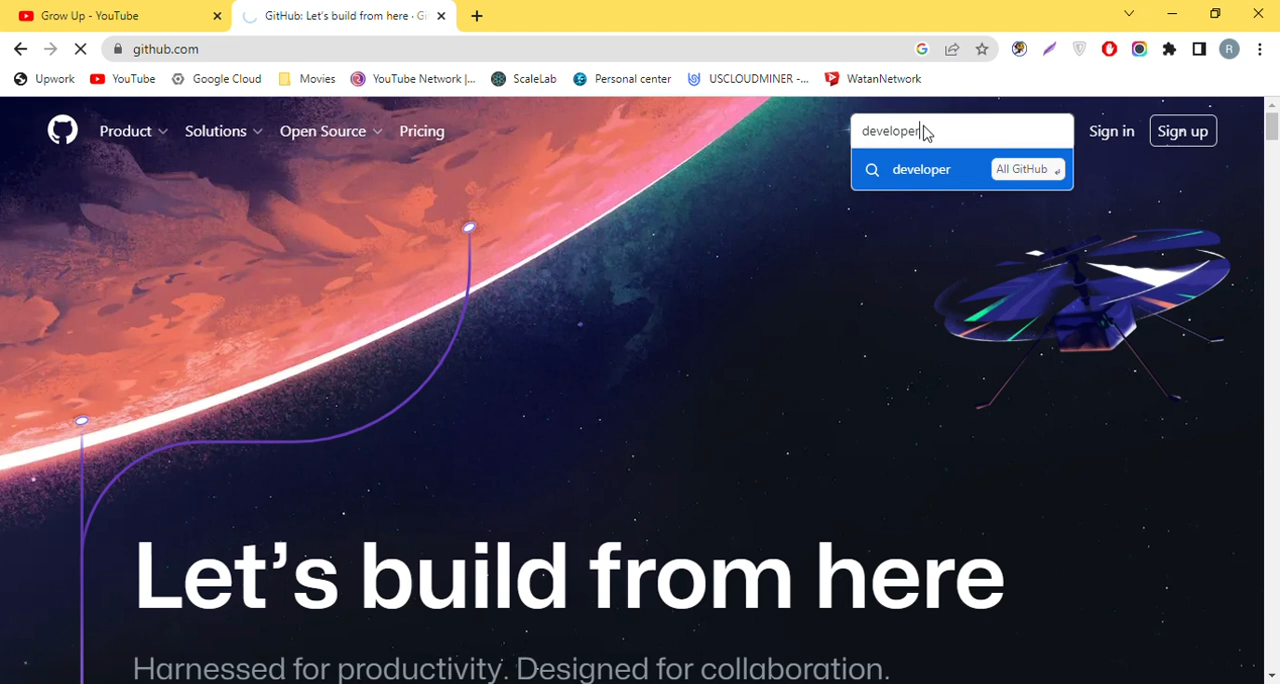 Grow Up - YouTube
GitHub: Let's build from here · Gi
github.com
R
Upwork
YouTube
Google Cloud
Movies
YouTube Network |...
ScaleLab
Personal center
USCLOUDMINER -...
WatanNetwork
Product
Solutions
Open Source
Pricing
developer
Sign in
Sign up
developer
All GitHub
Let's build from here
Harnessed for productivity. Designed for collaboration.